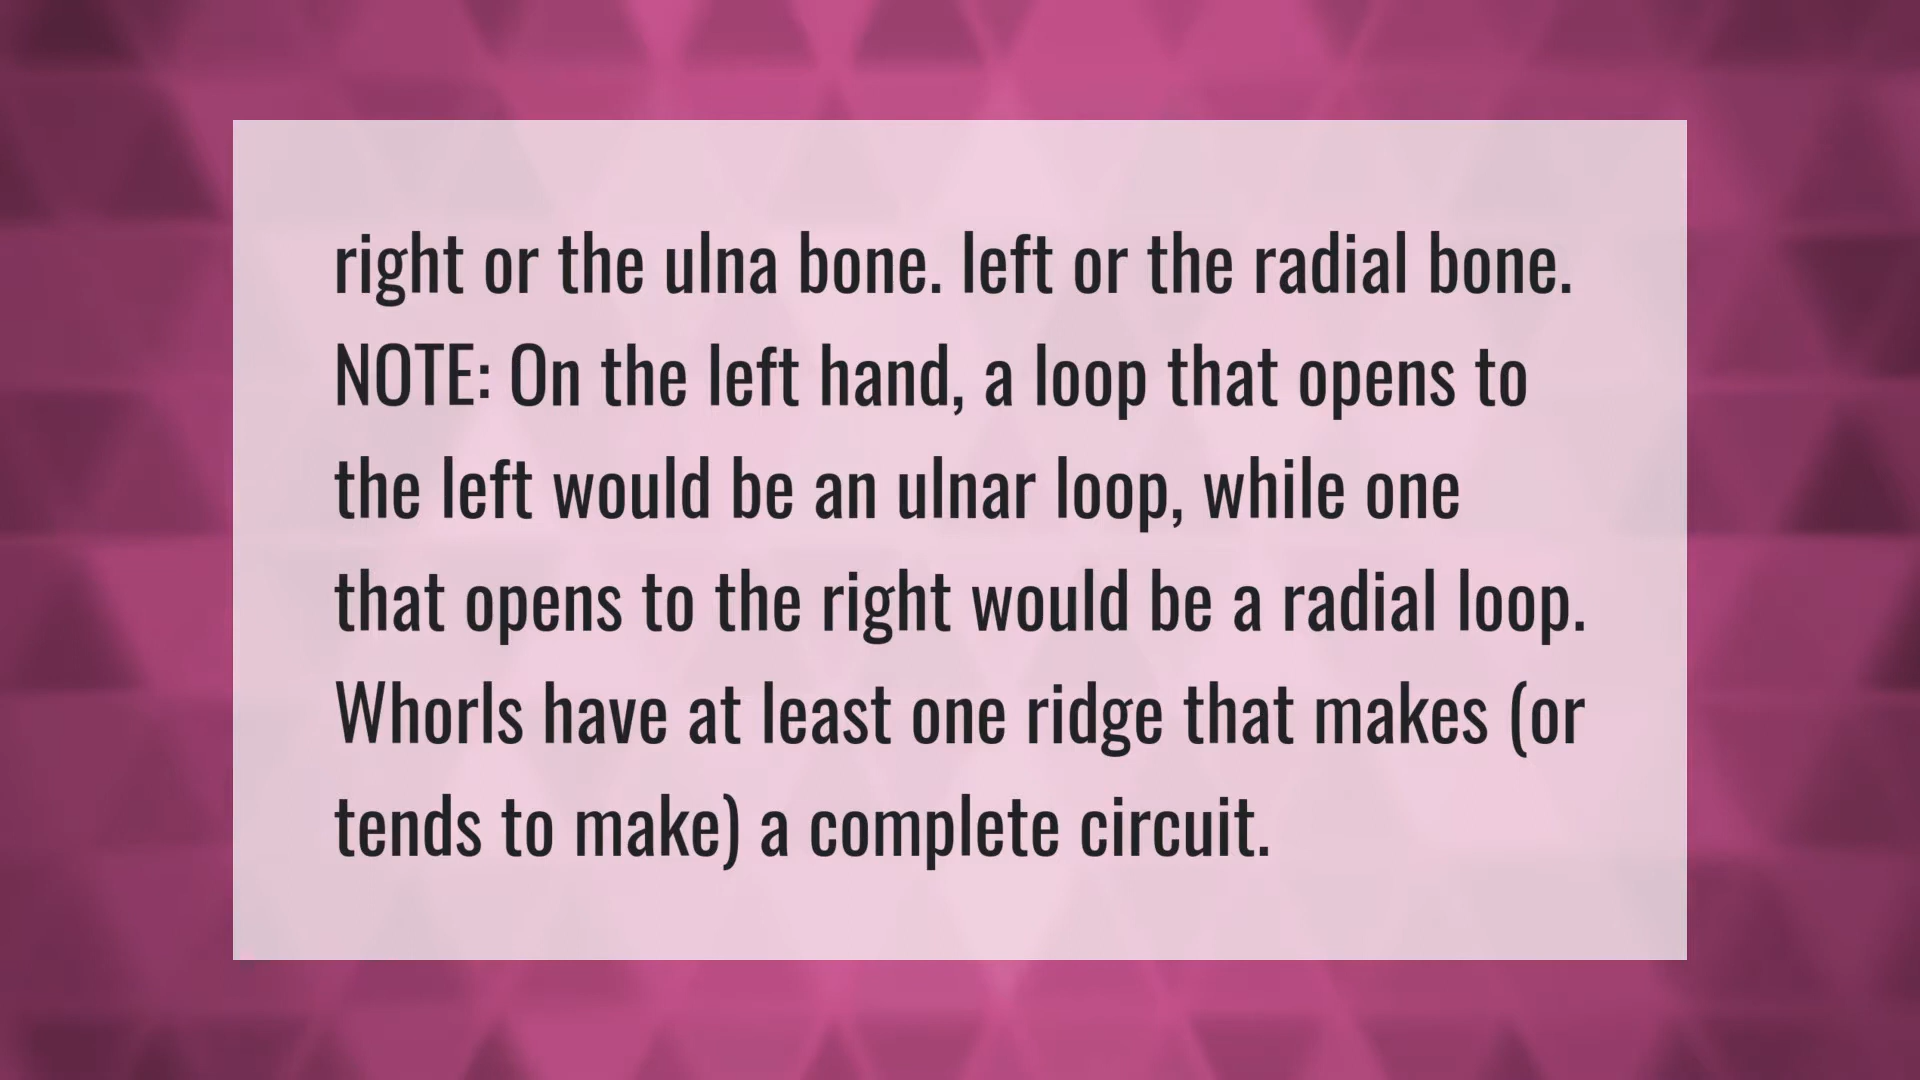 right or the ulna bone. left or the radial bone.
NOTE: On the left hand, a loop that opens to
the left would be an ulnar loop, while one
that opens to the right would be a radial loop.
Whorls have at least one ridge that makes (or
tends to make) a complete circuit.